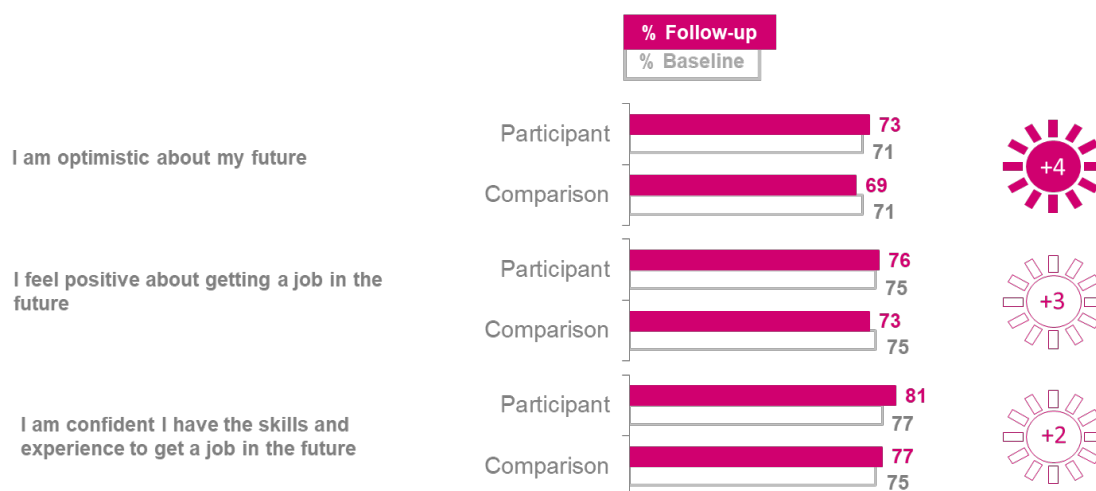 % Follow-up
% Baseline
I am optimistic about my future
Participant
73
71
Comparison
69
71
+4
I feel positive about getting a job in the
future
Participant
76
75
Comparison
73
75
+3
I am confident I have the skills and
experience to get a job in the future
Participant
81
77
Comparison
77
75
+2